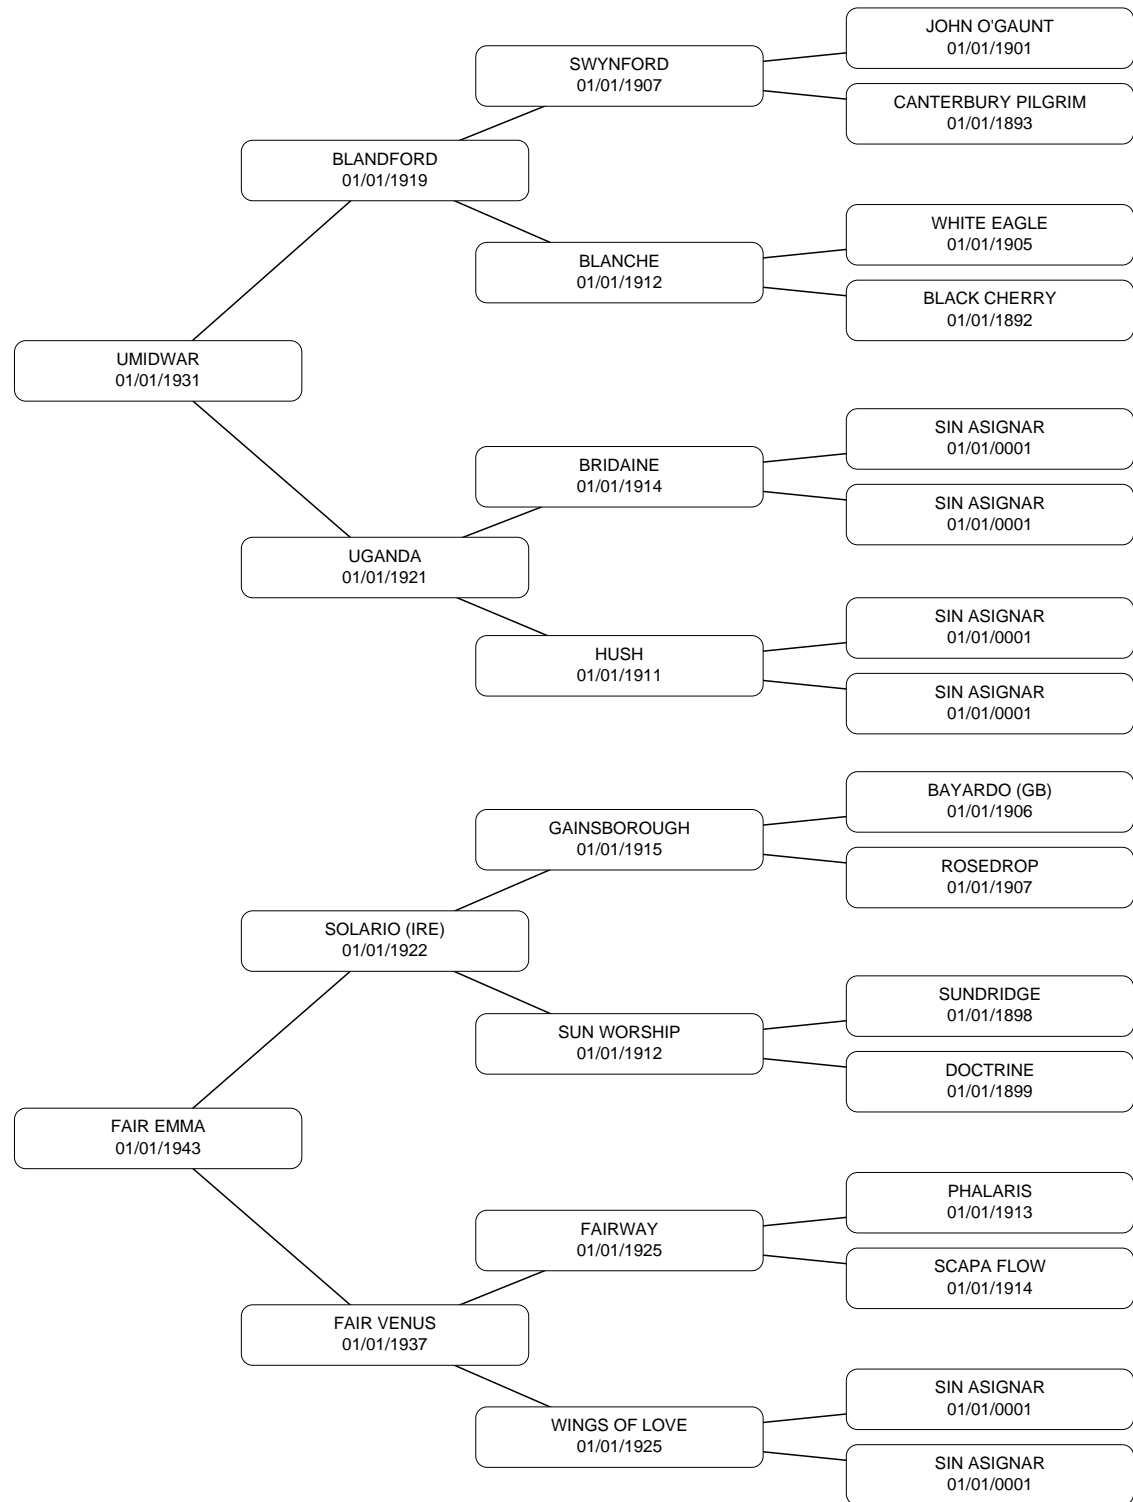 JOHN O'GAUNT
01/01/1901
SWYNFORD
01/01/1907
CANTERBURY PILGRIM
01/01/1893
BLANDFORD
01/01/1919
WHITE EAGLE
01/01/1905
BLANCHE
01/01/1912
BLACK CHERRY
01/01/1892
UMIDWAR
01/01/1931
SIN ASIGNAR
01/01/0001
BRIDAINE
01/01/1914
SIN ASIGNAR
01/01/0001
UGANDA
01/01/1921
SIN ASIGNAR
01/01/0001
HUSH
01/01/1911
SIN ASIGNAR
01/01/0001
BAYARDO (GB)
01/01/1906
GAINSBOROUGH
01/01/1915
ROSEDROP
01/01/1907
SOLARIO (IRE)
01/01/1922
SUNDRIDGE
01/01/1898
SUN WORSHIP
01/01/1912
DOCTRINE
01/01/1899
FAIR EMMA
01/01/1943
PHALARIS
01/01/1913
FAIRWAY
01/01/1925
SCAPA FLOW
01/01/1914
FAIR VENUS
01/01/1937
SIN ASIGNAR
01/01/0001
WINGS OF LOVE
01/01/1925
SIN ASIGNAR
01/01/0001